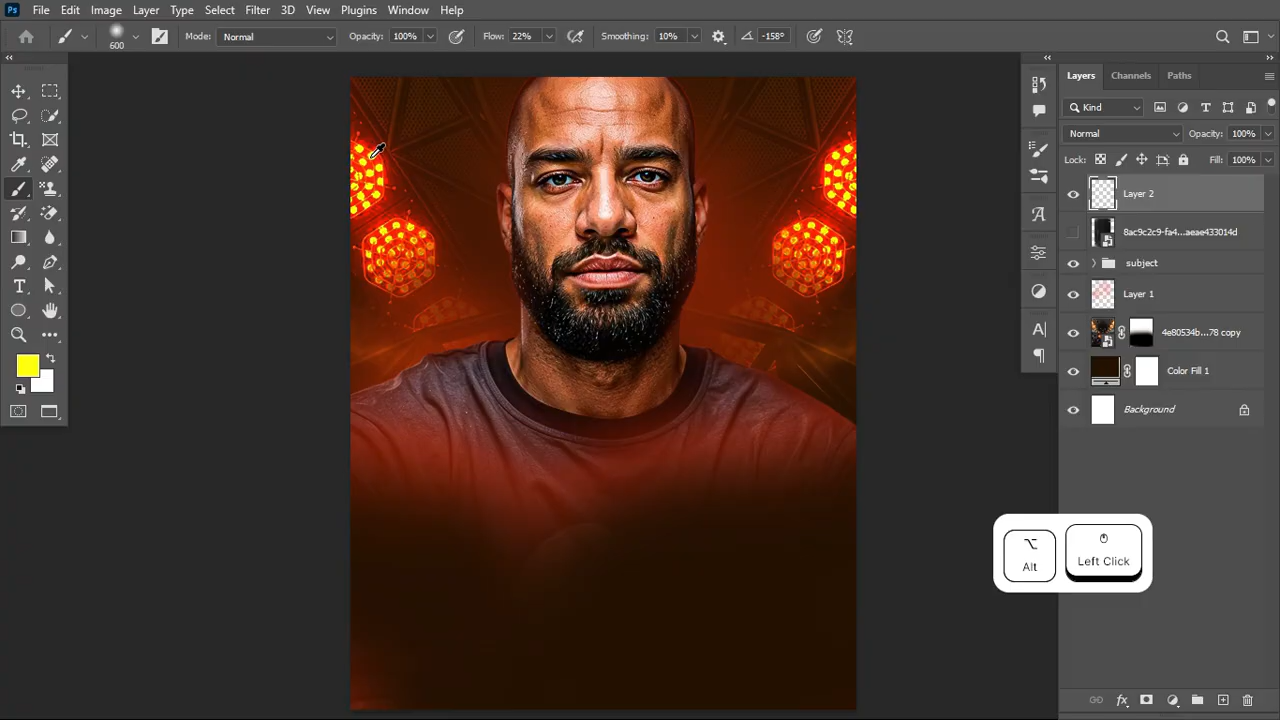 Ps File Edit Image Layer Type Select Filter 3D View Plugins Window Help
600 Mode: Normal Opacity: 100% Flow: 22% Smoothing: 10% -158°
Layers Channels Paths
Kind
Normal Opacity: 100%
Lock: Fill: 100%
Layer 2
8ac9c2c9-fa4...aeae433014d
subject
Layer 1
4e80534b...78 copy
Color Fill 1
Background
Alt Left Click